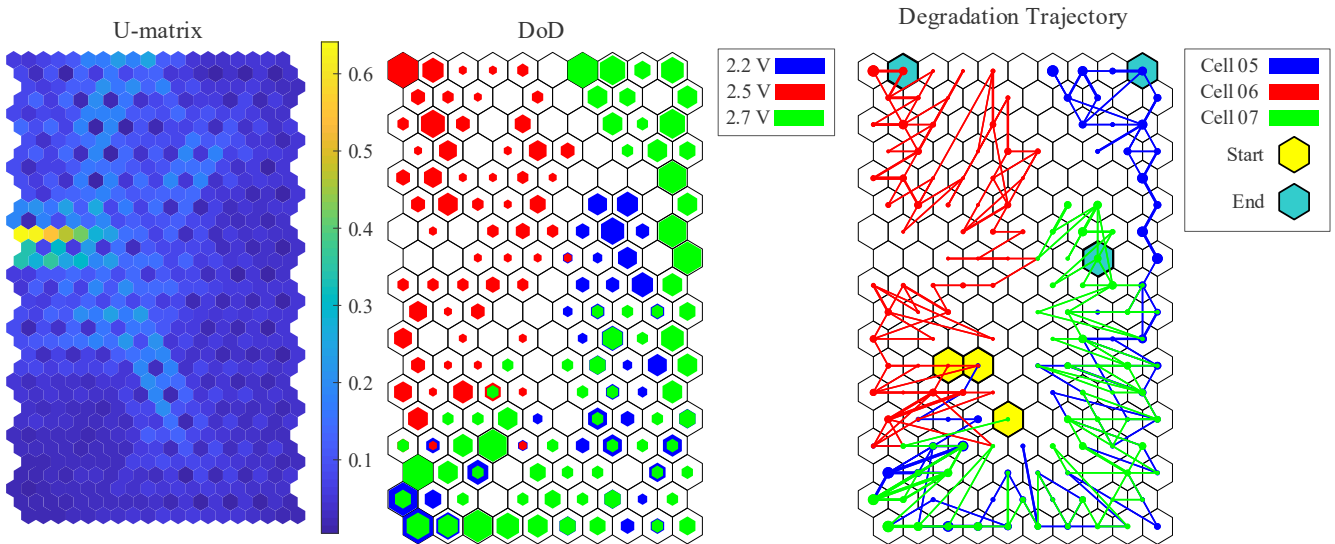 U-matrix
0.6
0.5
0.4
0.3
0.2
0.1
DoD
2.2 V
2.5 V
2.7 V
Degradation Trajectory
Cell 05
Cell 06
Cell 07
Start
End